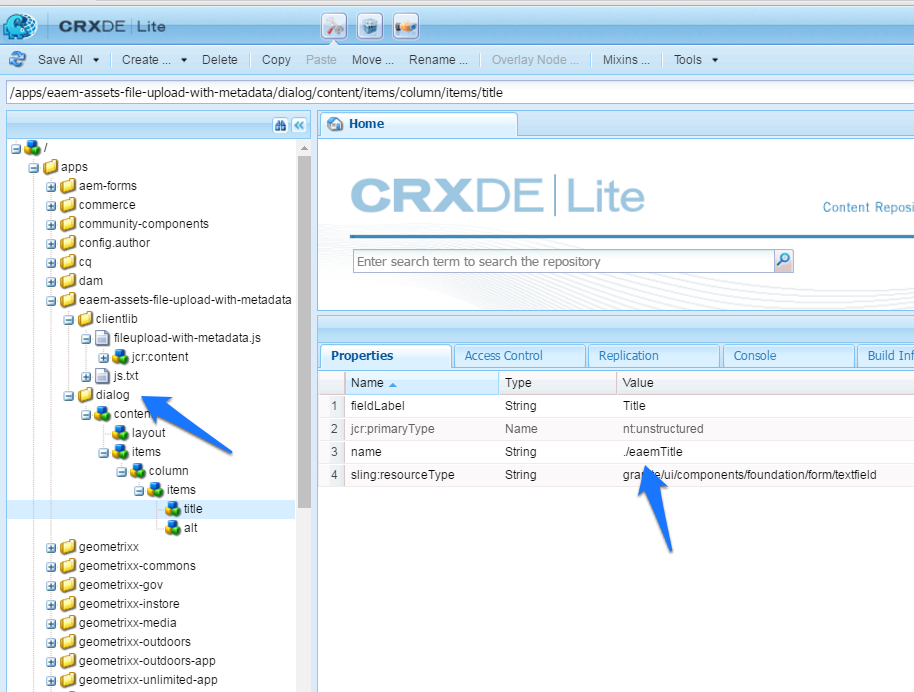 CRXDE | Lite
Save All Create ... Delete Copy Paste Move ... Rename ... Overlay Node ... Mixins ... Tools
/apps/eaem-assets-file-upload-with-metadata/dialog/content/items/column/items/title
/
apps
aem-forms
commerce
community-components
config.author
cq
dam
eaem-assets-file-upload-with-metadata
clientlib
fileupload-with-metadata.js
jcr:content
js.txt
dialog
conten
layout
items
column
items
title
alt
geometrixx
geometrixx-commons
geometrixx-gov
geometrixx-instore
geometrixx-media
geometrixx-outdoors
geometrixx-outdoors-app
geometrixx-unlimited-app
Home
CRXDE | Lite
Content Reposi
Enter search term to search the repository
Properties Access Control Replication Console Build Inf
Name Type Value
1 fieldLabel String Title
2 jcr:primaryType Name nt:unstructured
3 name String ./eaemTitle
4 sling:resourceType String granite/ui/components/foundation/form/textfield